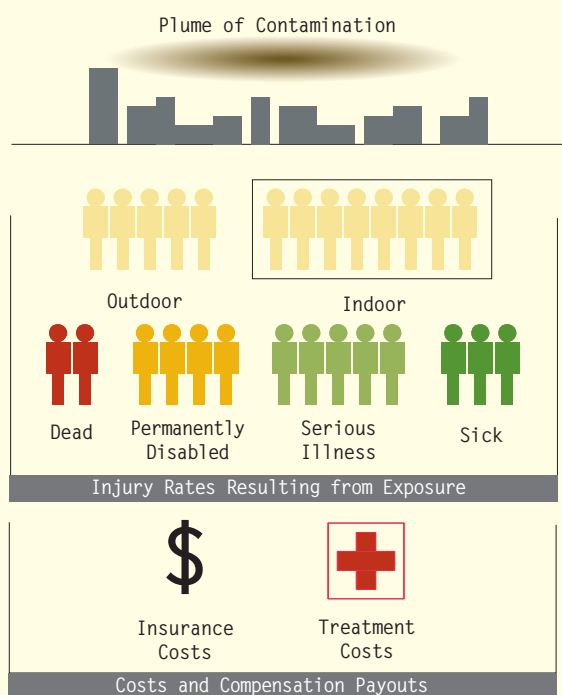 Plume of Contamination
Outdoor
Indoor
Dead
Permanently
Disabled
Serious
Illness
Sick
Injury Rates Resulting from Exposure
$
Insurance
Costs
Treatment
Costs
Costs and Compensation Payouts